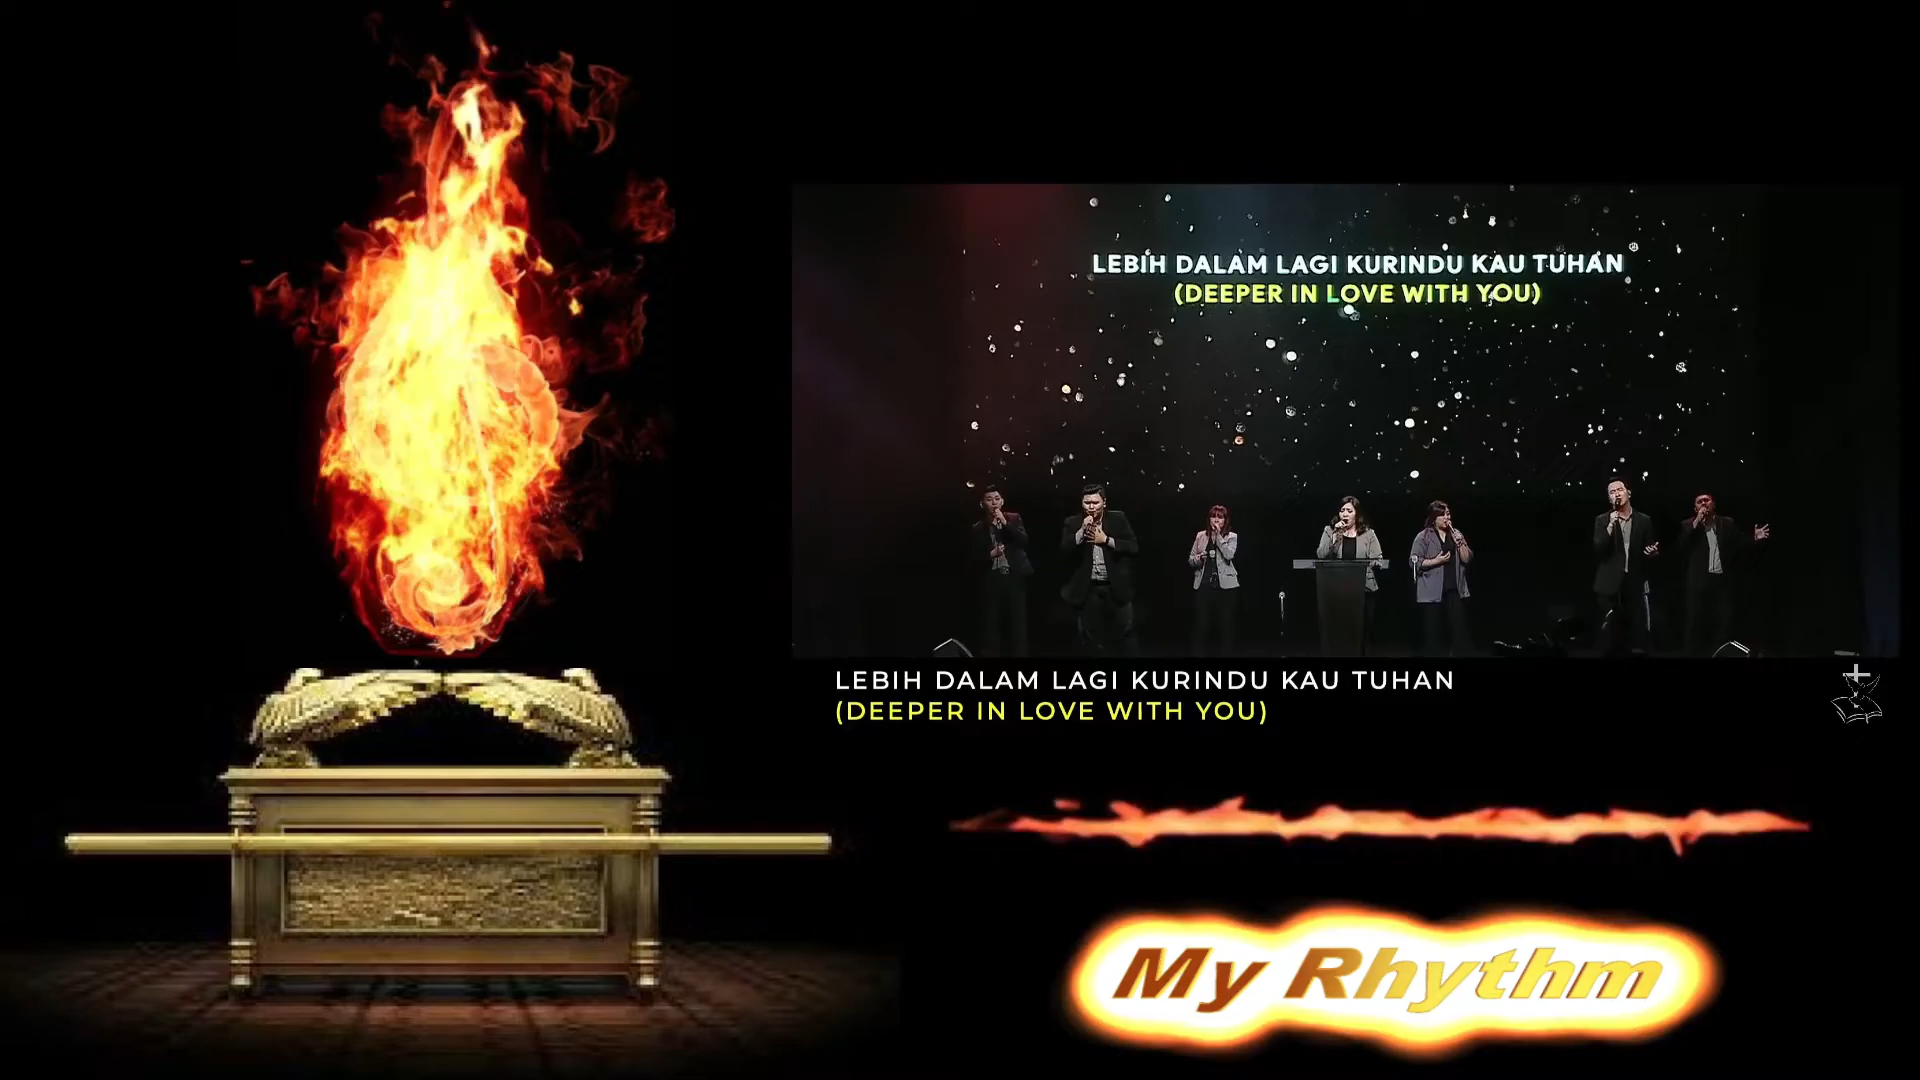 LEBIH DALAM LAGI KURINDU KAU TUHAN
(DEEPER IN LOVE WITH YOU)
LEBIH DALAM LAGI KURINDU KAU TUHAN
(DEEPER IN LOVE WITH YOU)
My Rhythm